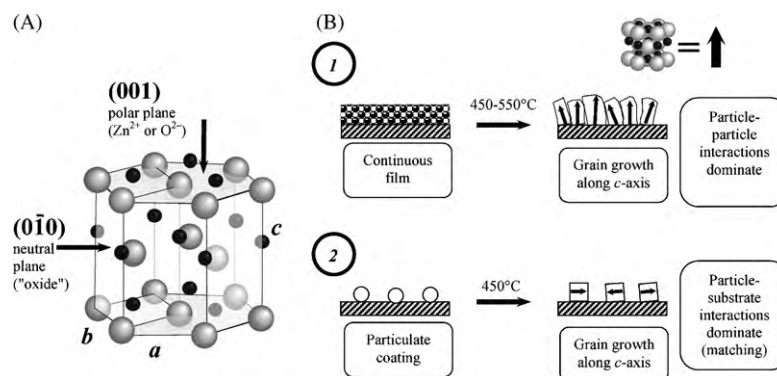 (A)
(001)
polar plane
(Zn²⁺ or O²⁻)
(01̄0)
neutral
plane
("oxide")
c
b
a
(B)
1
450-550°C
Continuous
film
Grain growth
along c-axis
Particle-
particle
interactions
dominate
=
2
450°C
Particulate
coating
Grain growth
along c-axis
Particle-
substrate
interactions
dominate
(matching)